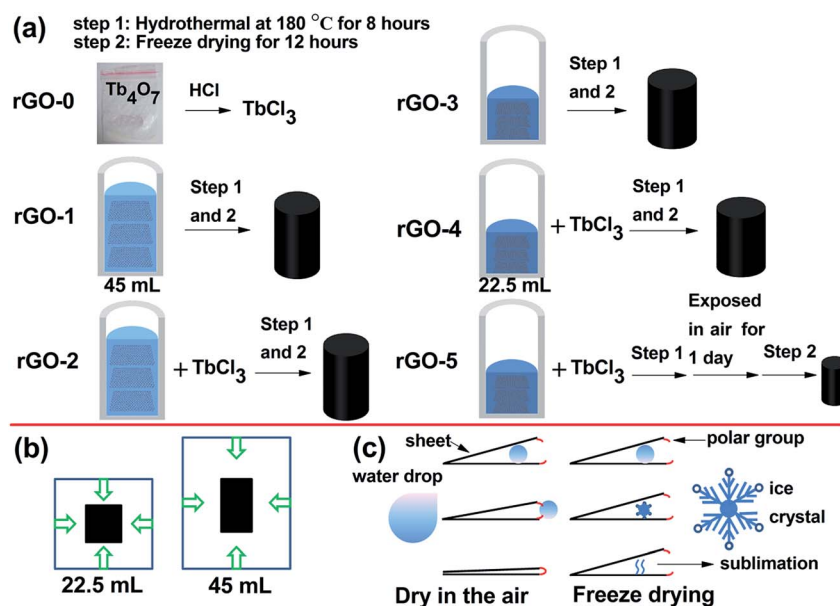 (a)
step 1: Hydrothermal at 180 °C for 8 hours
step 2: Freeze drying for 12 hours
rGO-0
Tb4O7
HCl
TbCl3
rGO-1
Step 1
and 2
45 mL
rGO-2
+ TbCl3
Step 1
and 2
rGO-3
Step 1
and 2
rGO-4
+ TbCl3
Step 1
and 2
22.5 mL
rGO-5
+ TbCl3
Step 1
Exposed
in air for
1 day
Step 2
(b)
22.5 mL
45 mL
(c)
sheet
polar group
water drop
ice
crystal
sublimation
Dry in the air
Freeze drying